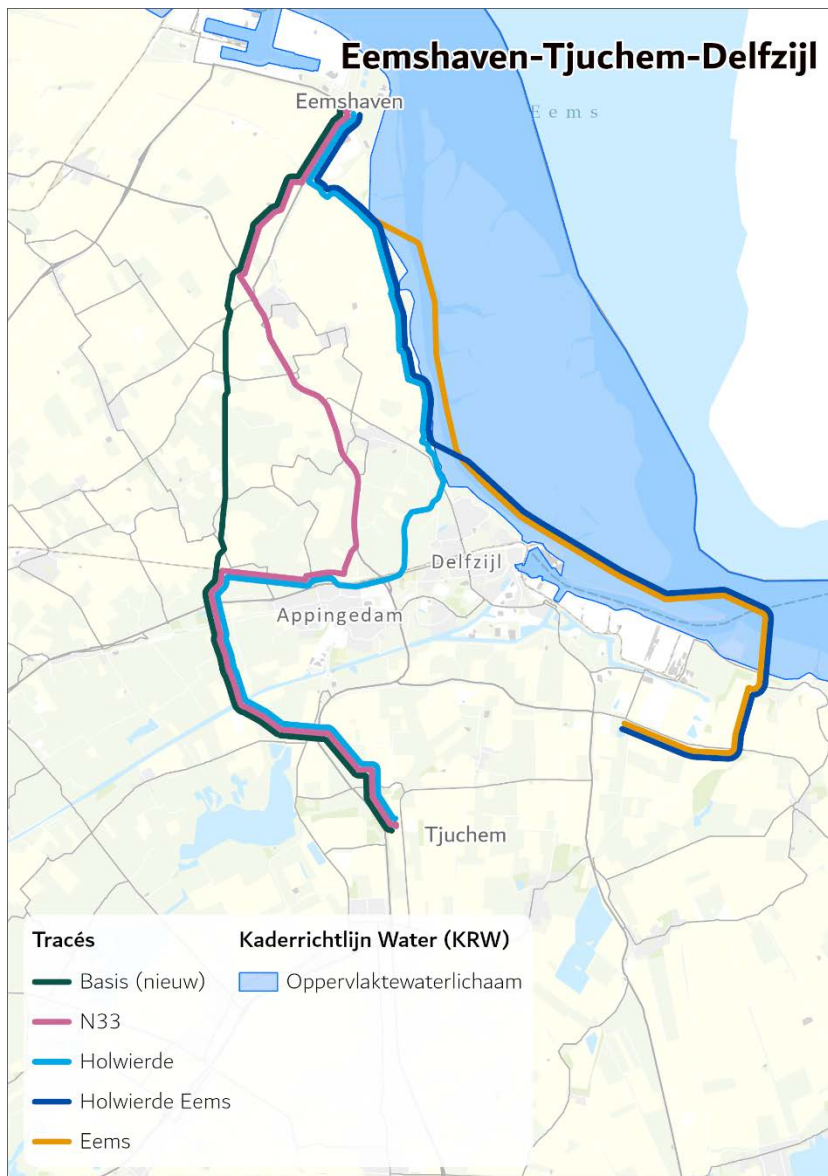 Eemshaven-Tjuchem-Delfzijl
Eemshaven
Eems
Delfzijl
Appingedam
Tjuchem
Tracés
Basis (nieuw)
N33
Holwierde
Holwierde Eems
Eems
Kaderrichtlijn Water (KRW)
Oppervlaktewaterlichaam